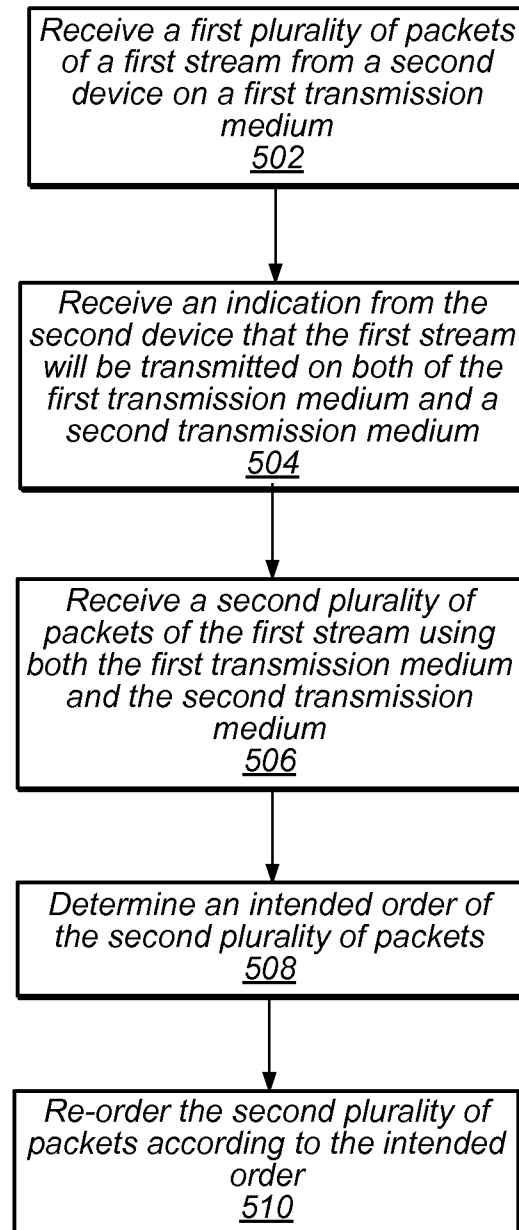 Receive a first plurality of packets
of a first stream from a second
device on a first transmission
medium
502
Receive an indication from the
second device that the first stream
will be transmitted on both of the
first transmission medium and a
second transmission medium
504
Receive a second plurality of
packets of the first stream using
both the first transmission medium
and the second transmission
medium
506
Determine an intended order of
the second plurality of packets
508
Re-order the second plurality of
packets according to the intended
order
510